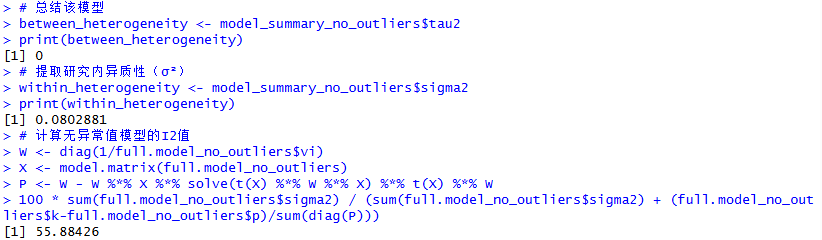 > # 总结该模型
> between_heterogeneity <- model_summary_no_outliers$tau2
> print(between_heterogeneity)
[1] 0
> # 提取研究内异质性（σ²）
> within_heterogeneity <- model_summary_no_outliers$sigma2
> print(within_heterogeneity)
[1] 0.0802881
> # 计算无异常值模型的I2值
> W <- diag(1/full.model_no_outliers$vi)
> X <- model.matrix(full.model_no_outliers)
> P <- W - W %*% X %*% solve(t(X) %*% W %*% X) %*% t(X) %*% W
> 100 * sum(full.model_no_outliers$sigma2) / (sum(full.model_no_outliers$sigma2) + (full.model_no_out
liers$k-full.model_no_outliers$p)/sum(diag(P)))
[1] 55.88426